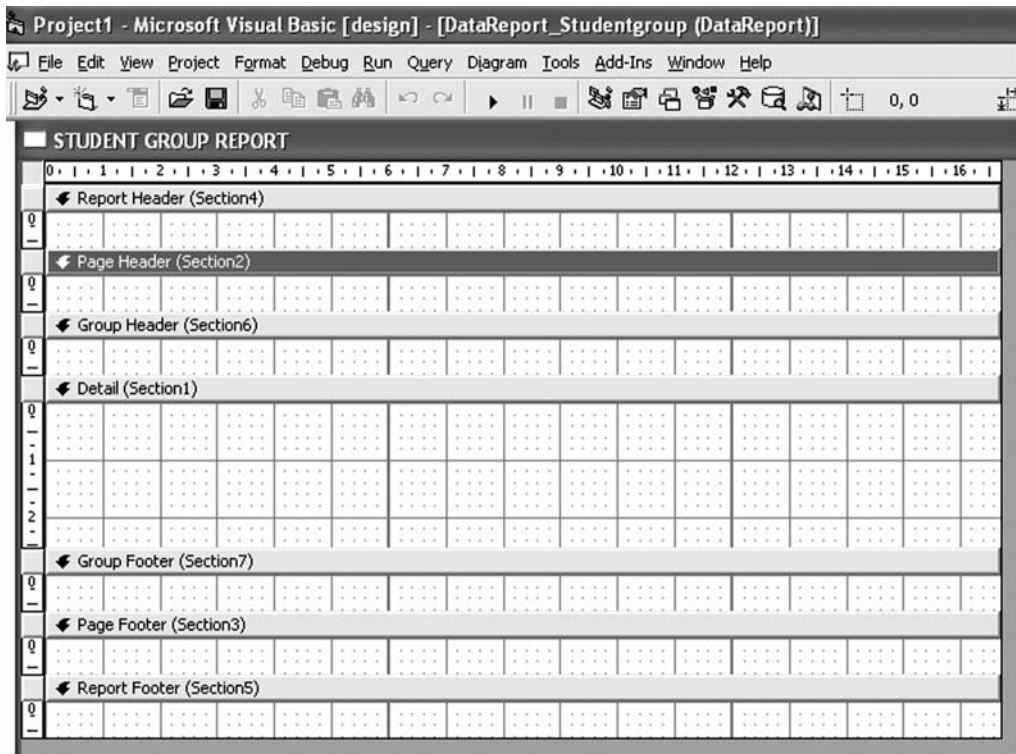 Project1 - Microsoft Visual Basic [design] - [DataReport_Studentgroup (DataReport)]
File Edit View Project Format Debug Run Query Diagram Tools Add-Ins Window Help
0, 0
STUDENT GROUP REPORT
0 1 2 3 4 5 6 7 8 9 10 11 12 13 14 15 16
Report Header (Section4)
0
Page Header (Section2)
0
Group Header (Section6)
0
Detail (Section1)
0
1
2
Group Footer (Section7)
0
Page Footer (Section3)
0
Report Footer (Section5)
0